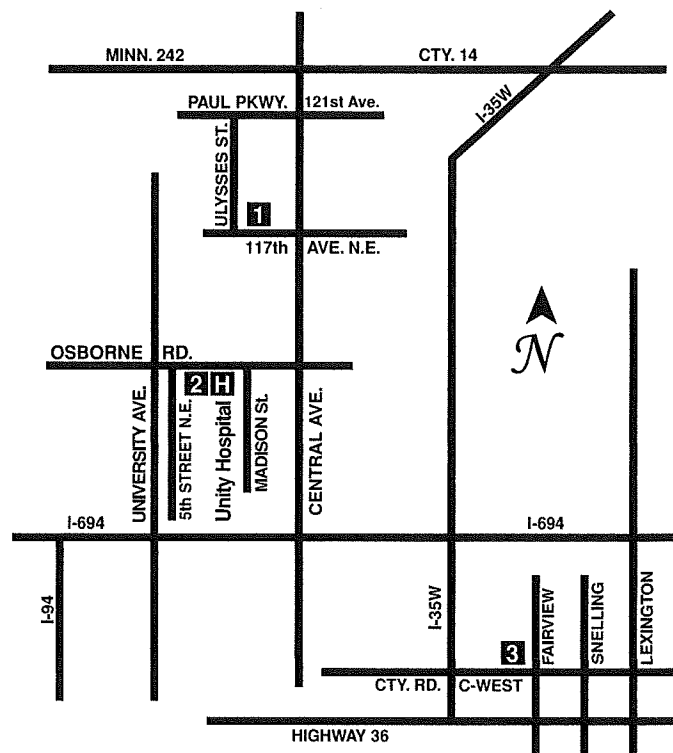 MINN. 242
CTY. 14
I-35W
PAUL PKWY.
121st Ave.
ULYSSES ST.
1
117th
AVE. N.E.
N
OSBORNE
RD.
2
H
UNIVERSITY AVE.
5th STREET N.E.
Unity Hospital
MADISON St.
CENTRAL AVE.
I-694
I-694
I-94
I-35W
3
FAIRVIEW
SNELLING
LEXINGTON
CTY. RD.
C-WEST
HIGHWAY 36